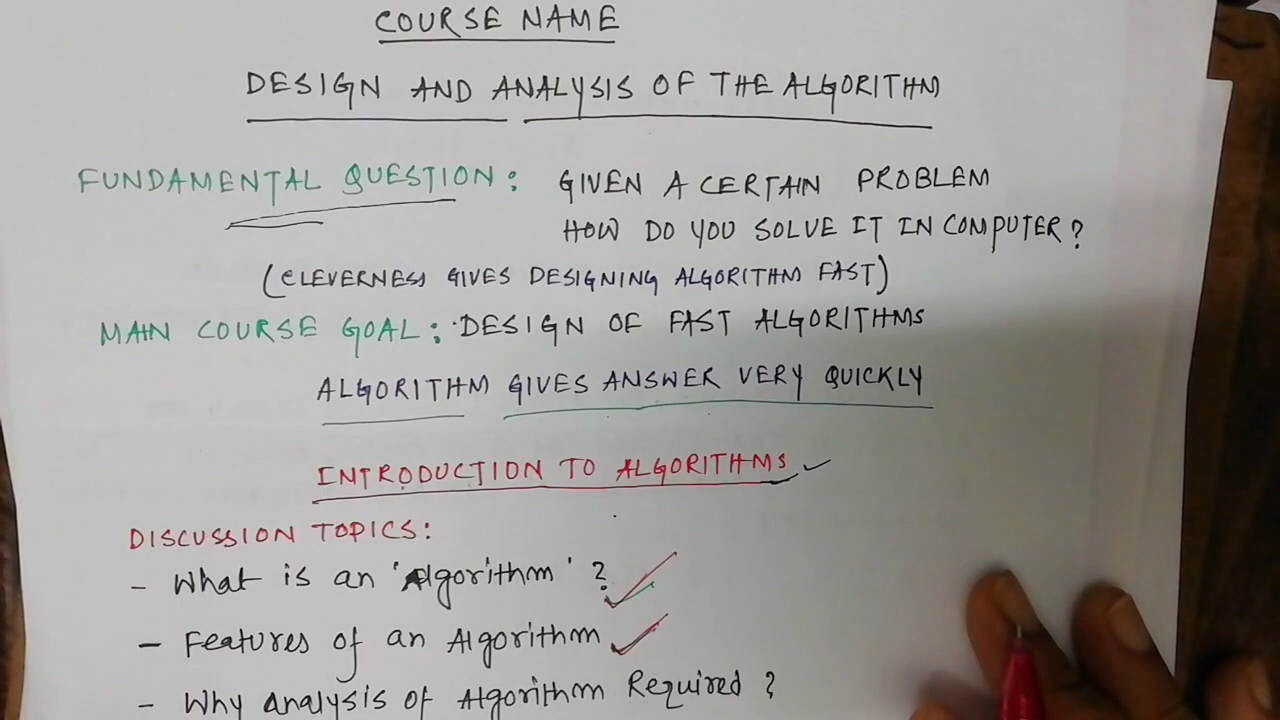 COURSE NAME
DESIGN AND ANALYSIS OF THE ALGORITHM
FUNDAMENTAL QUESTION: GIVEN A CERTAIN PROBLEM
HOW DO YOU SOLVE IT IN COMPUTER?
(CLEVERNESS GIVES DESIGNING ALGORITHM FAST)
MAIN COURSE GOAL: DESIGN OF FAST ALGORITHMS
ALGORITHM GIVES ANSWER VERY QUICKLY
INTRODUCTION TO ALGORITHMS
DISCUSSION TOPICS:
- What is an 'Algorithm' ?
- Features of an Algorithm
- Why Analysis of Algorithm Required ?